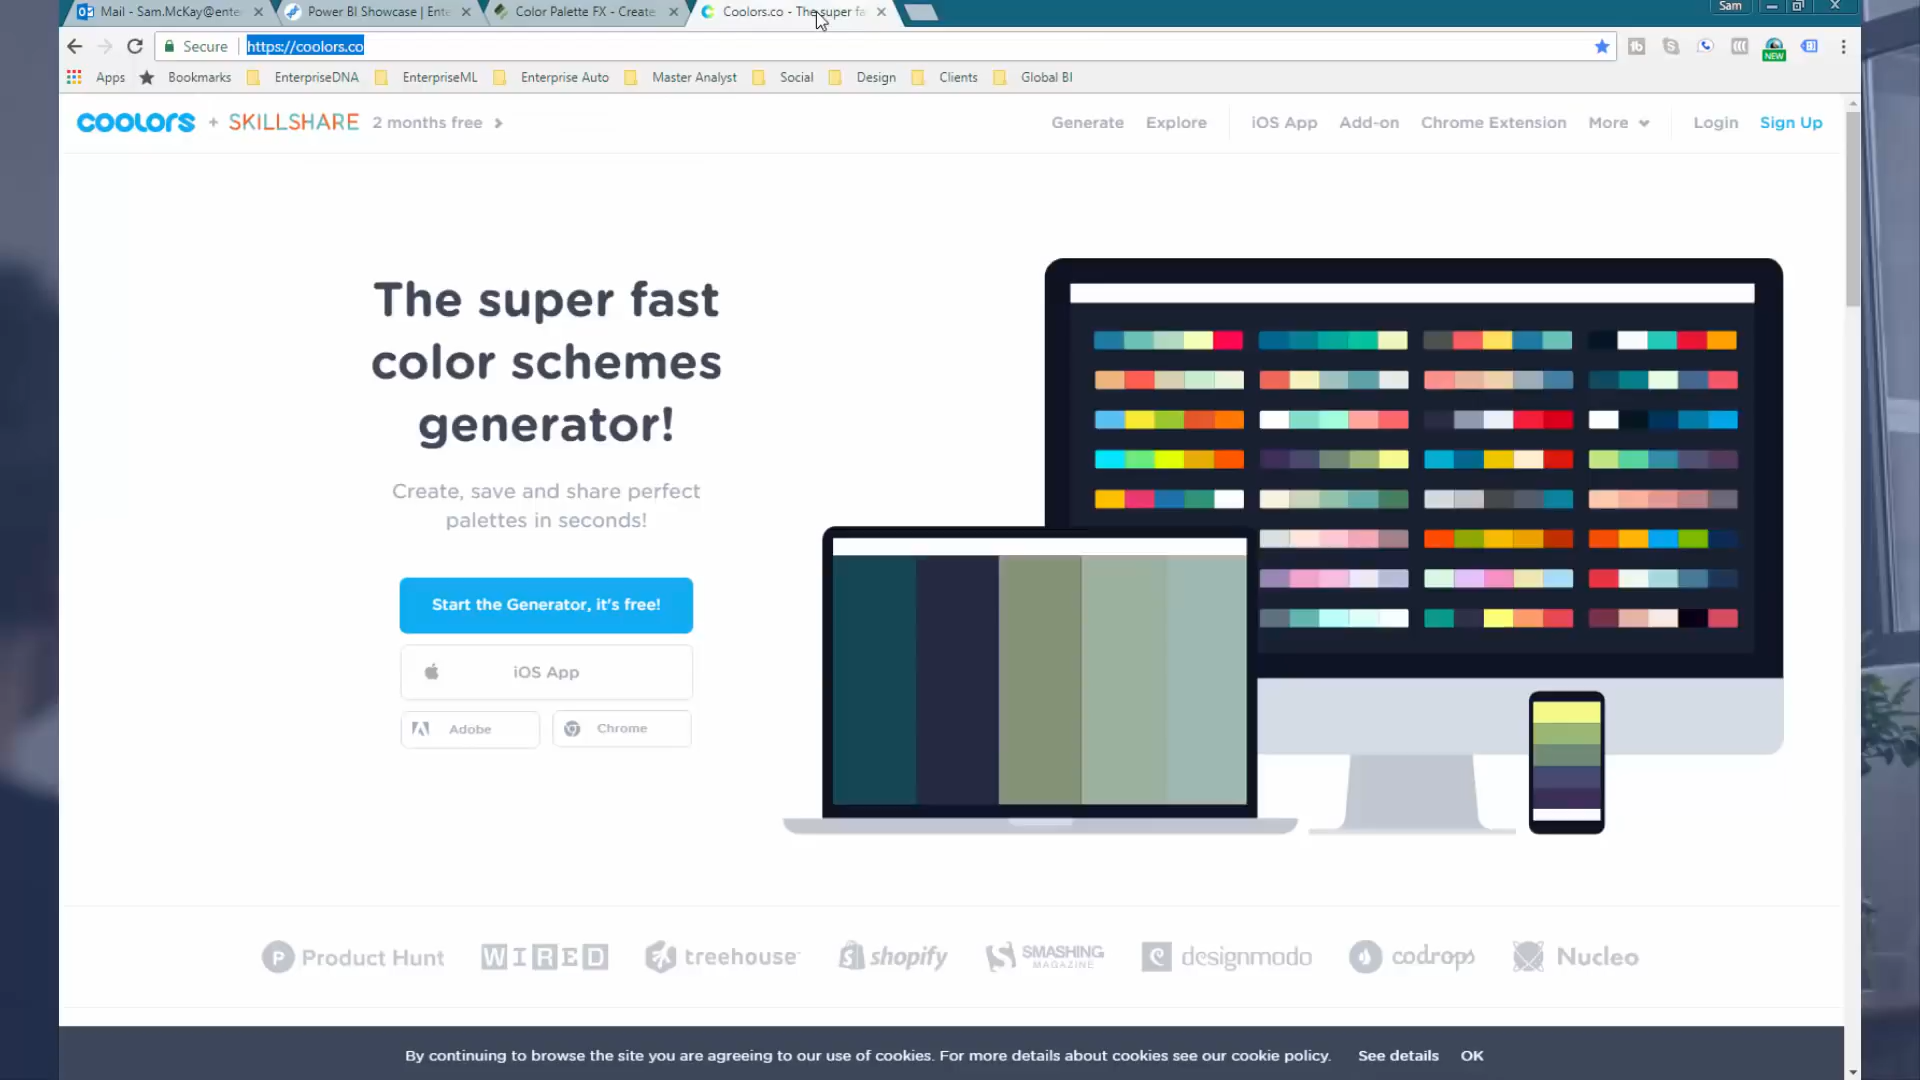 Mail - Sam.McKay@ente
Power BI Showcase | Ente
Color Palette FX - Create
Coolors.co - The super fa
Sam
Secure
https://coolors.co
NEW
Apps
Bookmarks
EnterpriseDNA
EnterpriseML
Enterprise Auto
Master Analyst
Social
Design
Clients
Global BI
coolors + SKILLSHARE 2 months free
Generate
Explore
iOS App
Add-on
Chrome Extension
More
Login
Sign Up
The super fast
color schemes
generator!
Create, save and share perfect
palettes in seconds!
Start the Generator, it's free!
iOS App
Adobe
Chrome
Product Hunt
WIRED
treehouse
shopify
SMASHING
MAGAZINE
designmodo
codrops
Nucleo
By continuing to browse the site you are agreeing to our use of cookies. For more details about cookies see our cookie policy.
See details
OK